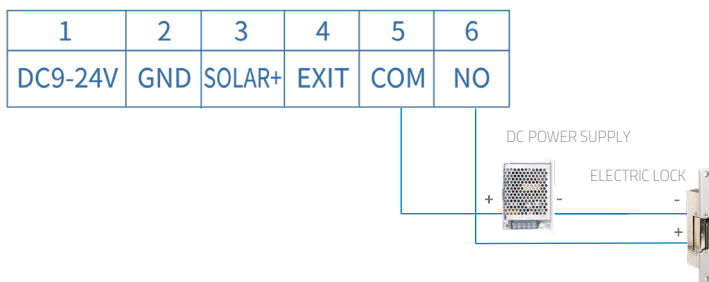 1 2 3 4 5 6
DC9-24V GND SOLAR+ EXIT COM NO
DC POWER SUPPLY
ELECTRIC LOCK
+ - -
+